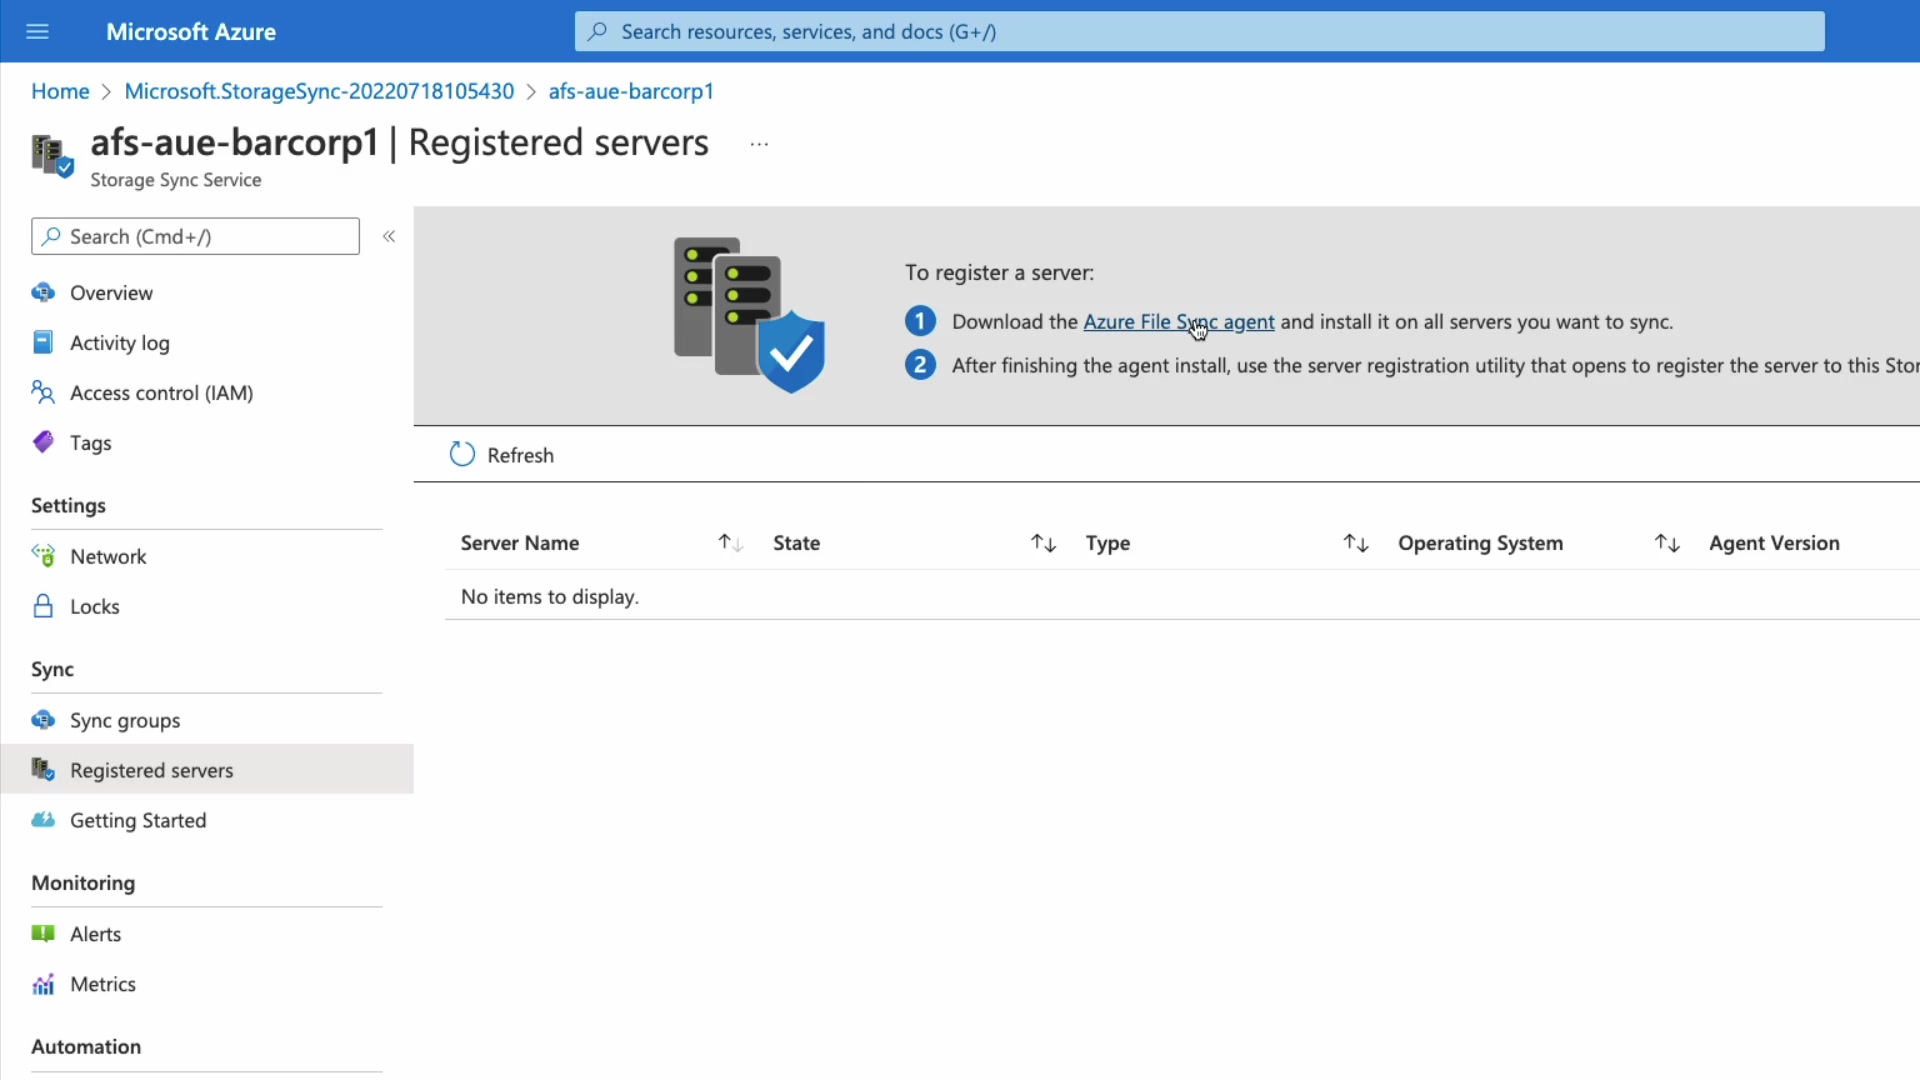 Microsoft Azure
Search resources, services, and docs (G+/)
Home > Microsoft.StorageSync-20220718105430 > afs-aue-barcorp1
afs-aue-barcorp1 | Registered servers ...
Storage Sync Service
Search (Cmd+/) «
Overview
Activity log
Access control (IAM)
Tags
Settings
Network
Locks
Sync
Sync groups
Registered servers
Getting Started
Monitoring
Alerts
Metrics
Automation
To register a server:
1 Download the Azure File Sync agent and install it on all servers you want to sync.
2 After finishing the agent install, use the server registration utility that opens to register the server to this Stor
Refresh
Server Name ↑↓ State ↑↓ Type ↑↓ Operating System ↑↓ Agent Version
No items to display.